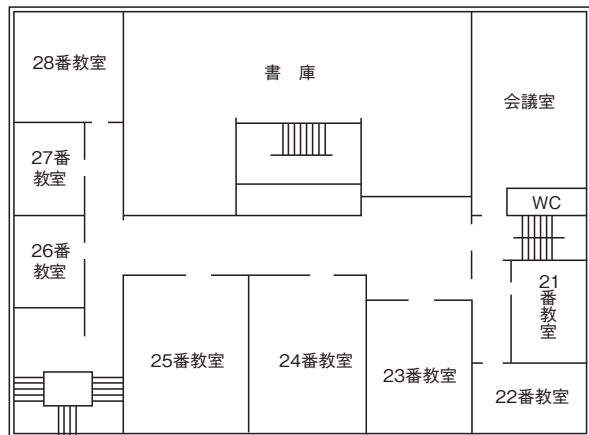 28番教室
書 庫
会議室
27番
教室
WC
26番
教室
21
番
教
室
25番教室
24番教室
23番教室
22番教室